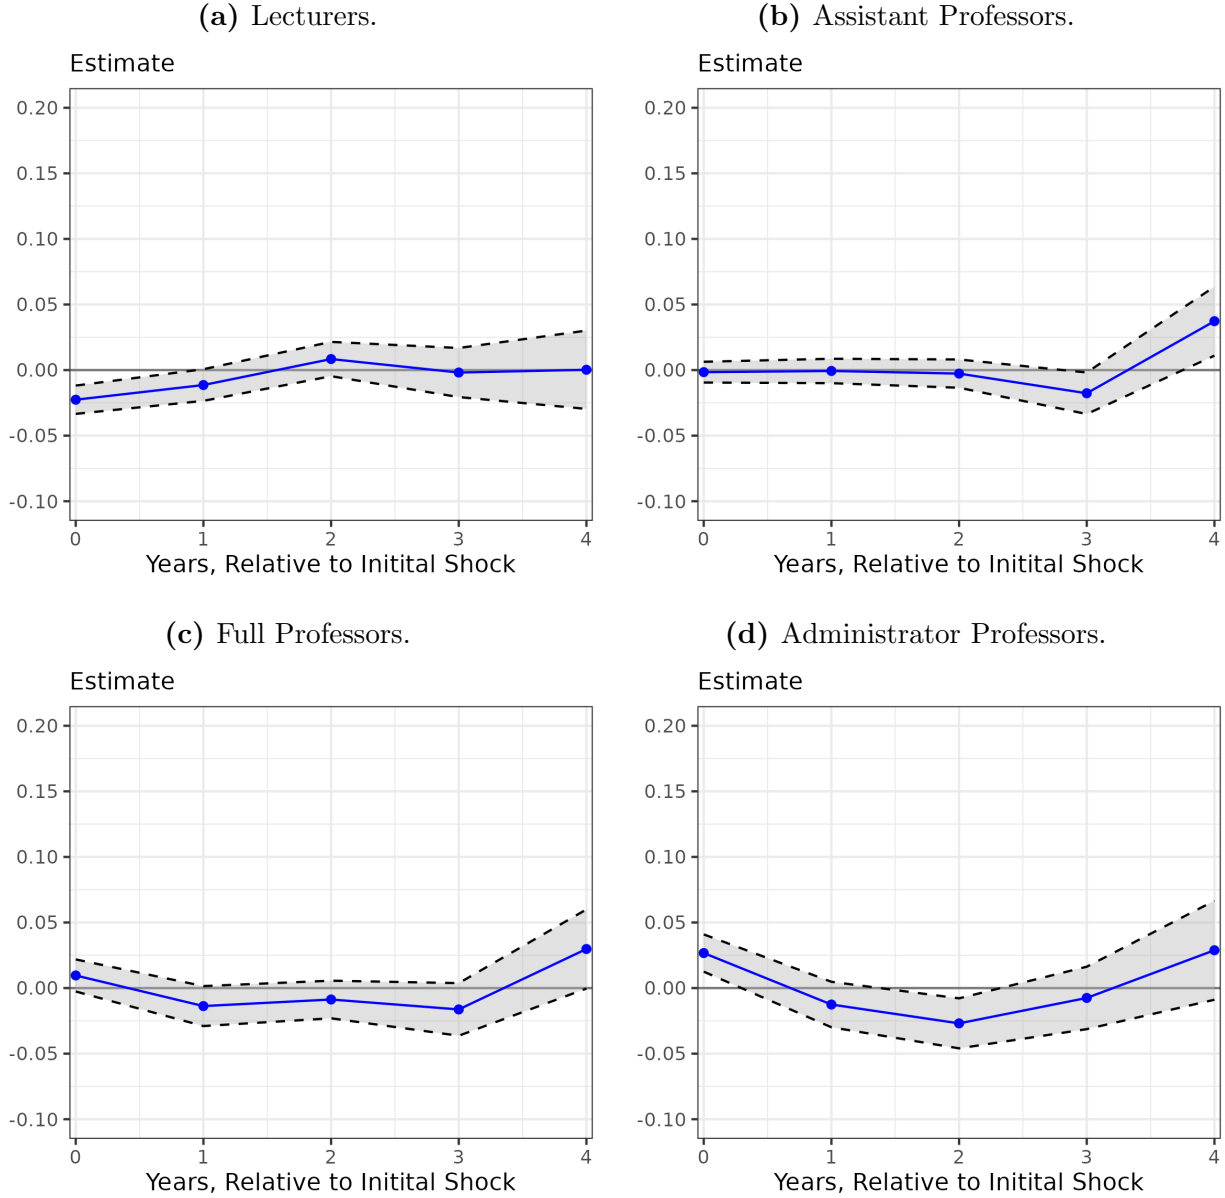 (a) Lecturers.
Estimate
0.20
0.15
0.10
0.05
0.00
-0.05
-0.10
0 1 2 3 4
Years, Relative to Initital Shock
(b) Assistant Professors.
Estimate
0.20
0.15
0.10
0.05
0.00
-0.05
-0.10
0 1 2 3 4
Years, Relative to Initital Shock
(c) Full Professors.
Estimate
0.20
0.15
0.10
0.05
0.00
-0.05
-0.10
0 1 2 3 4
Years, Relative to Initital Shock
(d) Administrator Professors.
Estimate
0.20
0.15
0.10
0.05
0.00
-0.05
-0.10
0 1 2 3 4
Years, Relative to Initital Shock